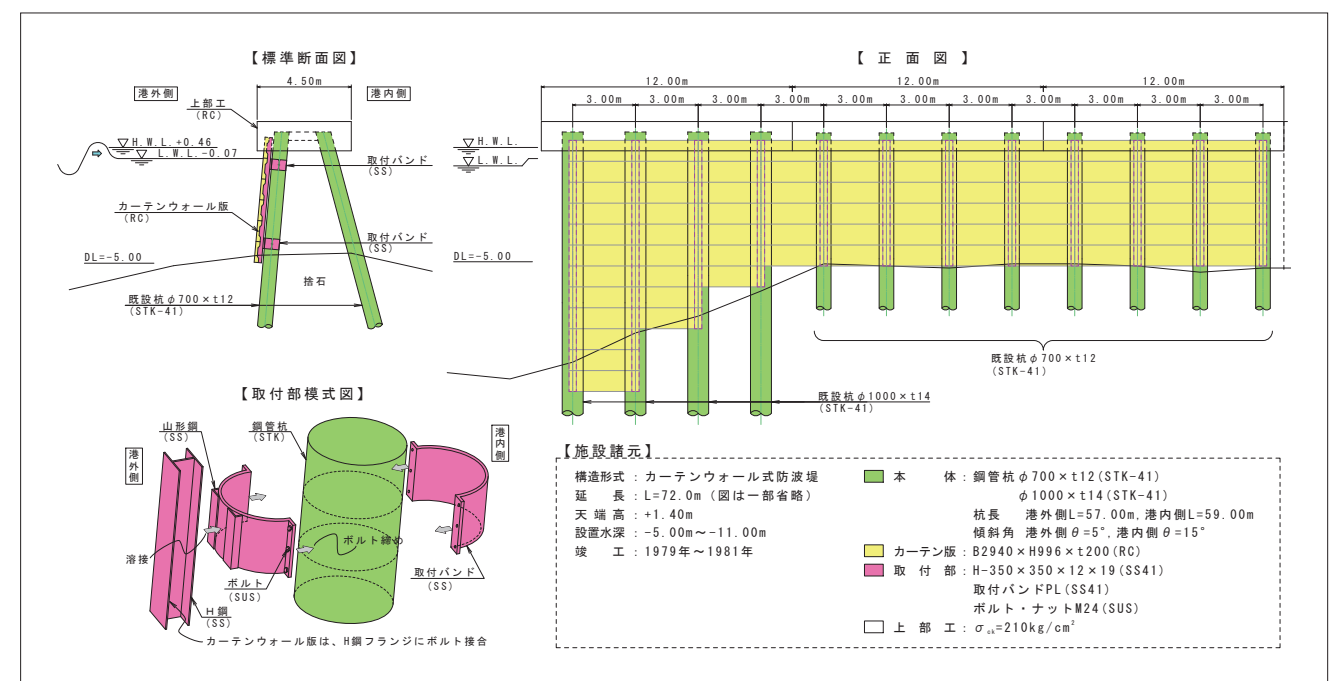 【標準断面図】
4.50m
港外側
港内側
上部工
(RC)
H.W.L.+0.46
L.W.L.-0.07
取付バンド
(SS)
カーテンウォール版
(RC)
取付バンド
(SS)
DL=-5.00
捨石
既設杭φ700×t12
(STK-41)
【正面図】
12.00m 12.00m 12.00m
3.00m 3.00m 3.00m 3.00m 3.00m 3.00m 3.00m 3.00m 3.00m 3.00m 3.00m
H.W.L.
L.W.L.
DL=-5.00
既設杭φ700×t12
(STK-41)
既設杭φ1000×t14
(STK-41)
【取付部模式図】
山形鋼
(SS)
鋼管杭
(STK)
港内側
港外側
溶接
ボルト締め
ボルト
(SUS)
取付バンド
(SS)
H鋼
(SS)
カーテンウォール版は、H鋼フランジにボルト接合
【施設諸元】
構造形式：カーテンウォール式防波堤
延長：L=72.0m（図は一部省略）
天端高：+1.40m
設置水深：-5.00m～-11.00m
竣工：1979年～1981年
本体：鋼管杭φ700×t12(STK-41)
φ1000×t14(STK-41)
杭長 港外側L=57.00m,港内側L=59.00m
傾斜角 港外側θ=5°,港内側θ=15°
カーテン版：B2940×H996×t200(RC)
取付部：H-350×350×12×19(SS41)
取付バンドPL(SS41)
ボルト・ナットM24(SUS)
上部工：σck=210kg/cm²